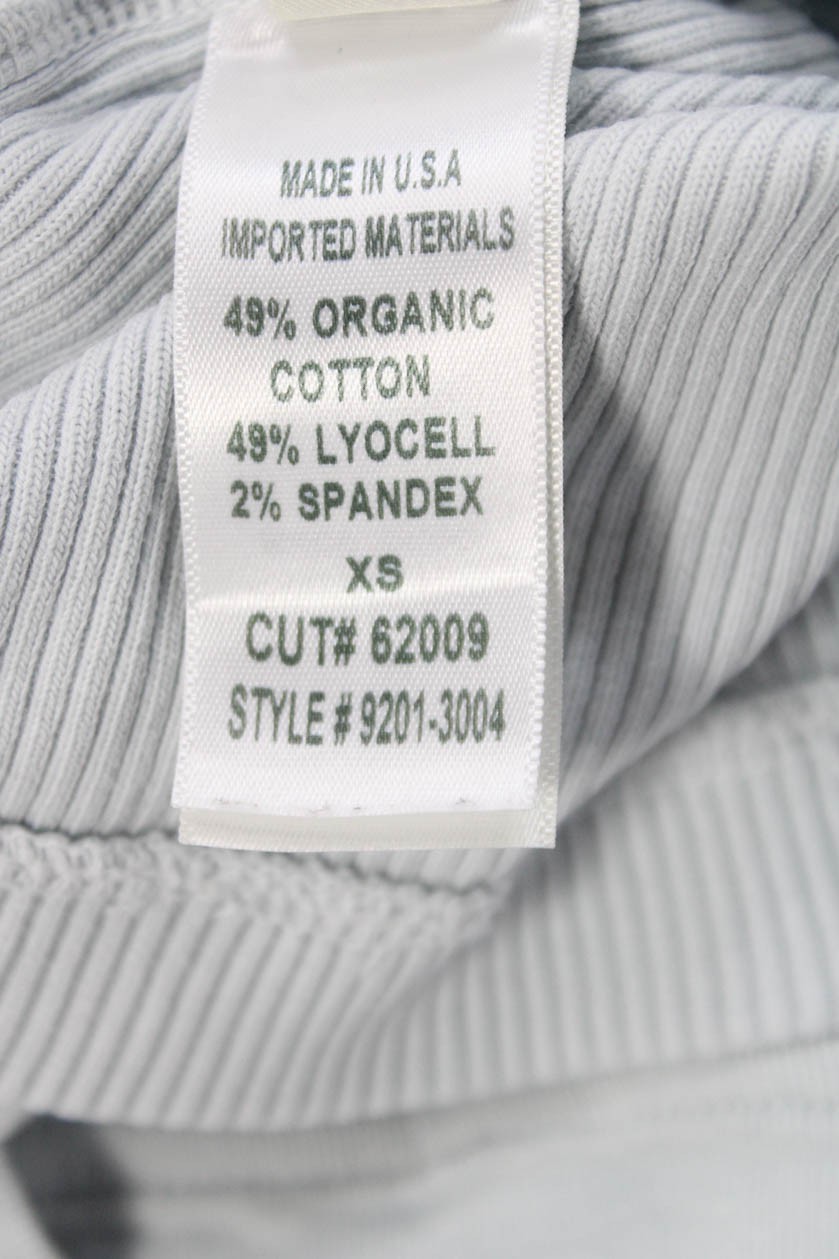 MADE IN U.S.A
IMPORTED MATERIALS
49% ORGANIC
COTTON
49% LYOCELL
2% SPANDEX
XS
CUT# 62009
STYLE # 9201-3004